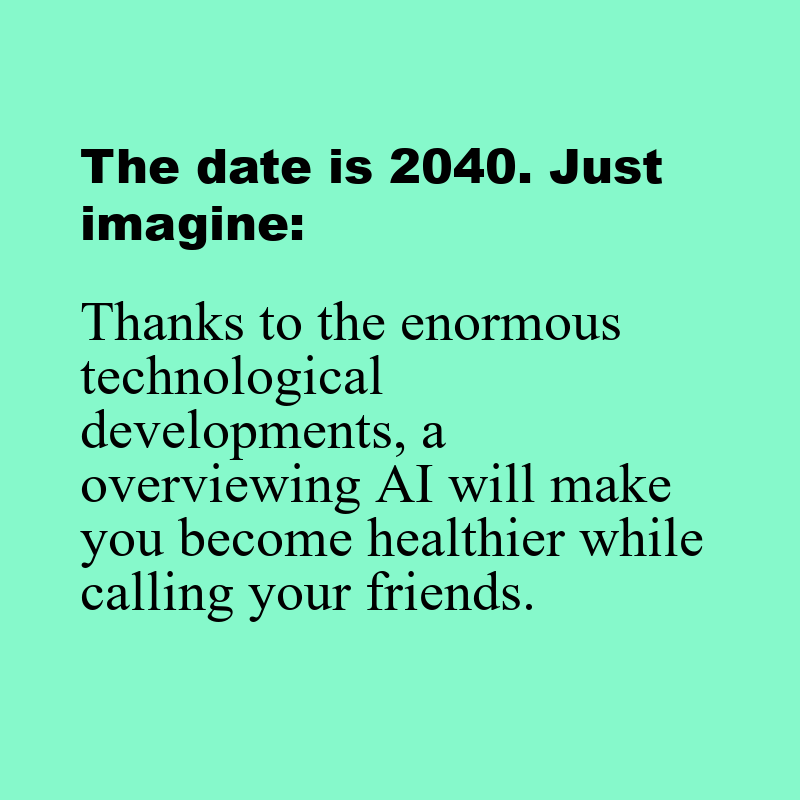 The date is 2040. Just
imagine:
Thanks to the enormous
technological
developments, a
overviewing AI will make
you become healthier while
calling your friends.